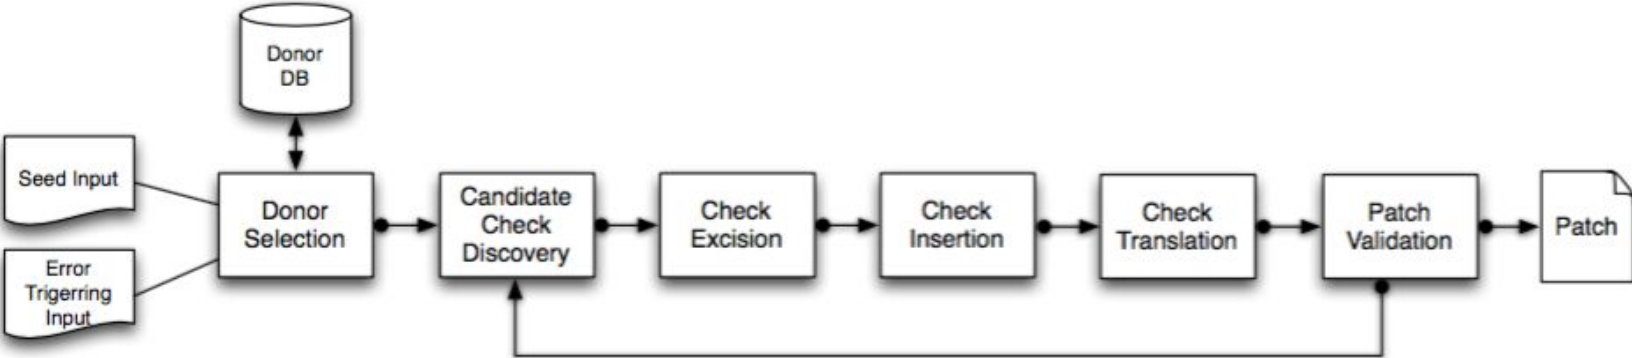 Donor
DB
Seed Input
Error
Trigerring
Input
Donor
Selection
Candidate
Check
Discovery
Check
Excision
Check
Insertion
Check
Translation
Patch
Validation
Patch